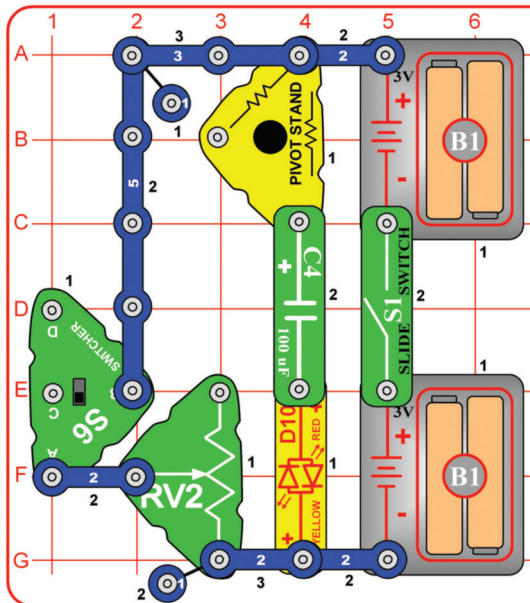 1 2 3 4 5 6
A
3
3
2
2
3V
+
B1
-
1
1
B
1
PIVOT STAND
1
5
2
C
+
C4
100 uF
2
S1
SLIDE SWITCH
2
1
1
D
D
SWITCHER
C
B
A
S6
E
3V
+
B1
-
F
2
2
RV2
1
D10
+
RED
YELLOW
+
1
G
2
3
2
2
2
1